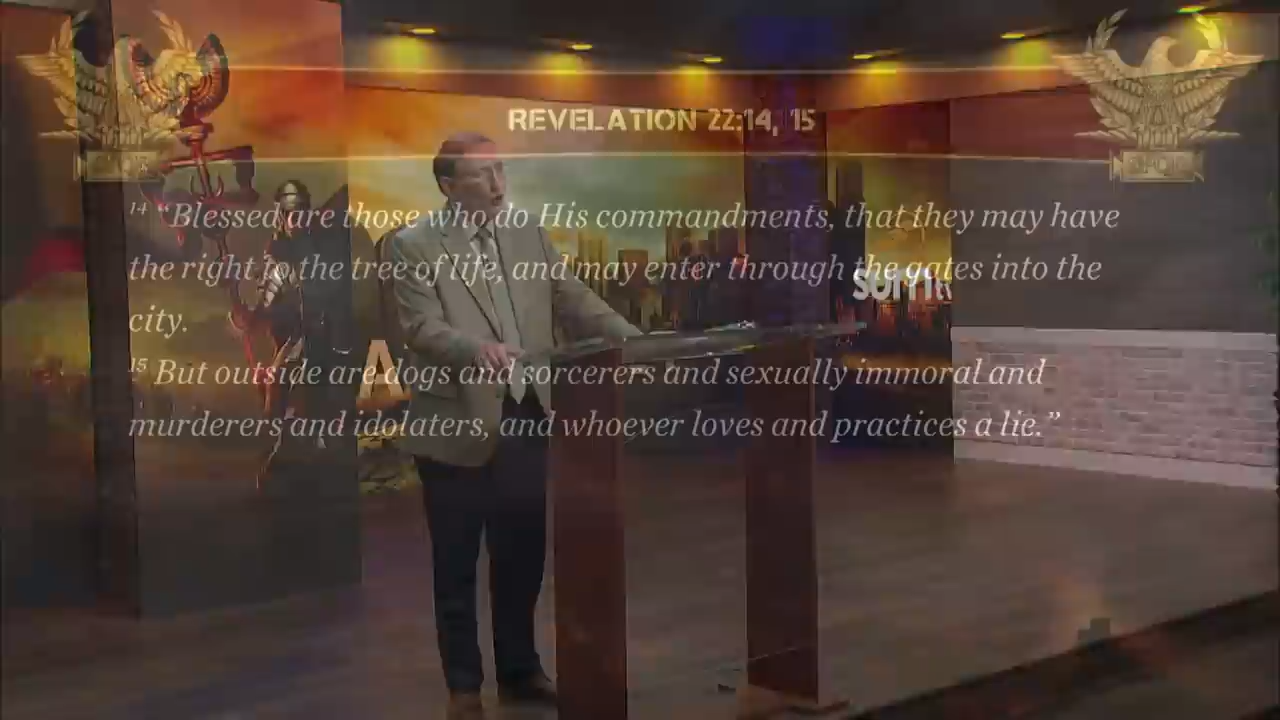 REVELATION 22:14, 15
14 “Blessed are those who do His commandments, that they may have
the right to the tree of life, and may enter through the gates into the
city.
15 But outside are dogs and sorcerers and sexually immoral and
murderers and idolaters, and whoever loves and practices a lie.”
A